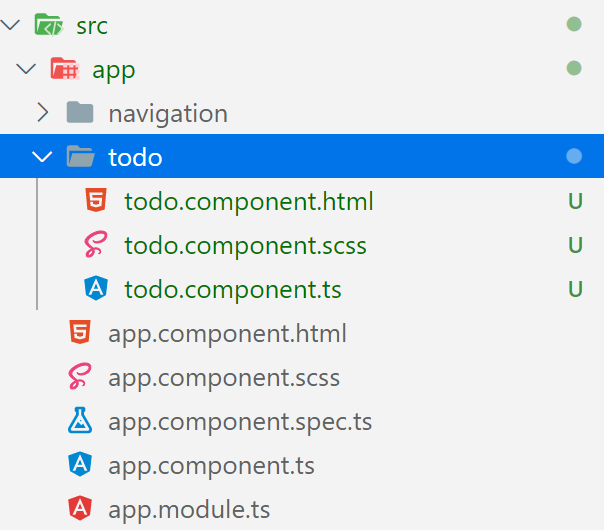 src
app
navigation
todo
todo.component.html U
todo.component.scss U
todo.component.ts U
app.component.html
app.component.scss
app.component.spec.ts
app.component.ts
app.module.ts